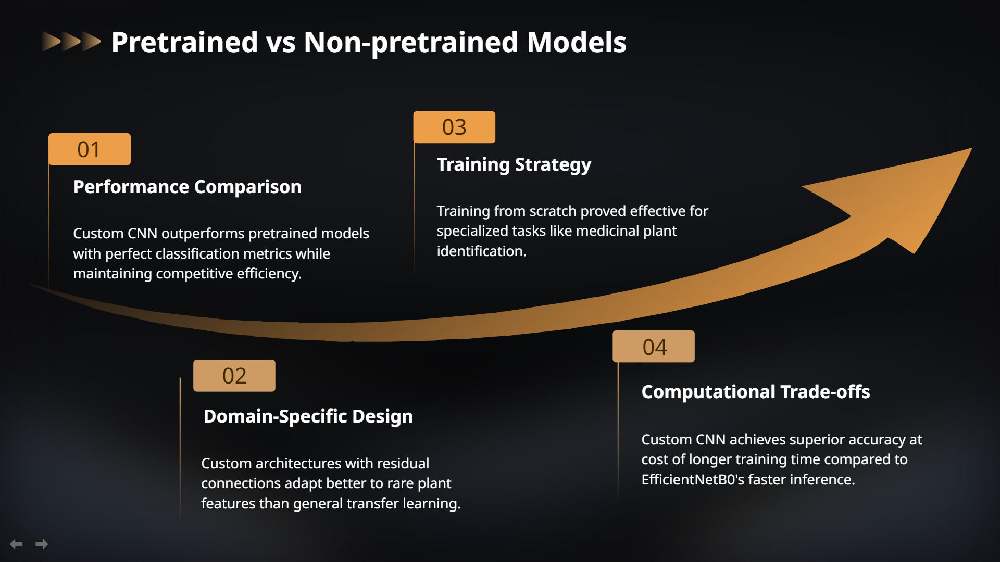 Pretrained vs Non-pretrained Models
01
Performance Comparison
Custom CNN outperforms pretrained models
with perfect classification metrics while
maintaining competitive efficiency.
02
Domain-Specific Design
Custom architectures with residual
connections adapt better to rare plant
features than general transfer learning.
03
Training Strategy
Training from scratch proved effective for
specialized tasks like medicinal plant
identification.
04
Computational Trade-offs
Custom CNN achieves superior accuracy at
cost of longer training time compared to
EfficientNetB0's faster inference.